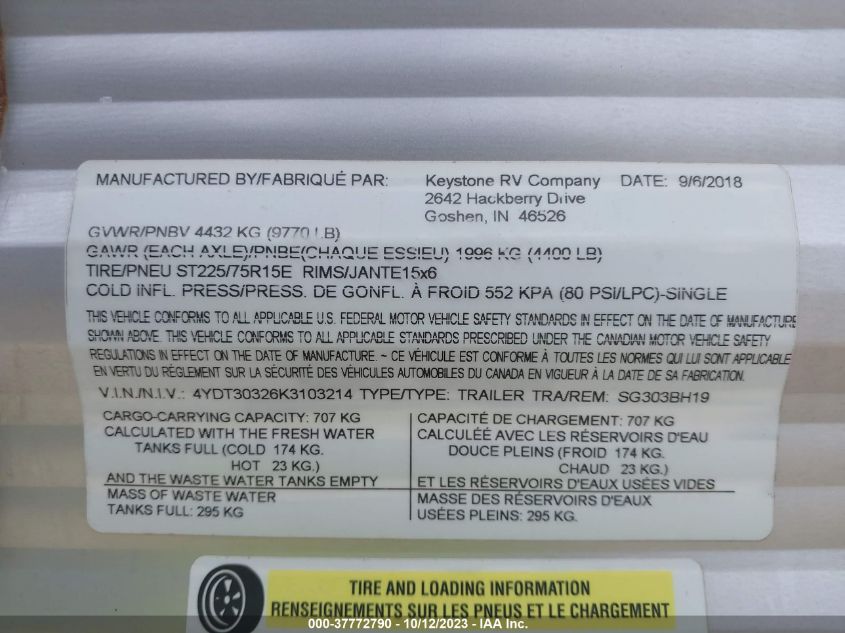 MANUFACTURED BY/FABRIQUÉ PAR: Keystone RV Company DATE: 9/6/2018
2642 Hackberry Drive
Goshen, IN 46526
GVWR/PNBV 4432 KG (9770 LB)
GAWR (EACH AXLE)/PNBE(CHAQUE ESSIEU) 1996 KG (4400 LB)
TIRE/PNEU ST225/75R15E RIMS/JANTE15x6
COLD INFL. PRESS/PRESS. DE GONFL. À FROID 552 KPA (80 PSI/LPC)-SINGLE
THIS VEHICLE CONFORMS TO ALL APPLICABLE U.S. FEDERAL MOTOR VEHICLE SAFETY STANDARDS IN EFFECT ON THE DATE OF MANUFACTURE
SHOWN ABOVE. THIS VEHICLE CONFORMS TO ALL APPLICABLE STANDARDS PRESCRIBED UNDER THE CANADIAN MOTOR VEHICLE SAFETY
REGULATIONS IN EFFECT ON THE DATE OF MANUFACTURE ~ CE VÉHICULE EST CONFORME À TOUTES LES NORMES QUI LUI SONT APPLICABLE
EN VERTU DU RÉGLEMENT SUR LA SÉCURITÉ DES VÉHICULES AUTOMOBILES DU CANADA EN VIGUEUR À LA DATE DE SA FABRICATION.
V.I.N./N.I.V.: 4YDT30326K3103214 TYPE/TYPE: TRAILER TRA/REM: SG303BH19
CARGO-CARRYING CAPACITY: 707 KG
CALCULATED WITH THE FRESH WATER
TANKS FULL (COLD 174 KG.
HOT 23 KG.)
AND THE WASTE WATER TANKS EMPTY
MASS OF WASTE WATER
TANKS FULL: 295 KG
CAPACITÉ DE CHARGEMENT: 707 KG
CALCULÉE AVEC LES RÉSERVOIRS D'EAU
DOUCE PLEINS (FROID 174 KG.
CHAUD 23 KG.)
ET LES RÉSERVOIRS D'EAUX USÉES VIDES
MASSE DES RÉSERVOIRS D'EAUX
USÉES PLEINS: 295 KG.
TIRE AND LOADING INFORMATION
RENSEIGNEMENTS SUR LES PNEUS ET LE CHARGEMENT
000-37772790 - 10/12/2023 - IAA Inc.